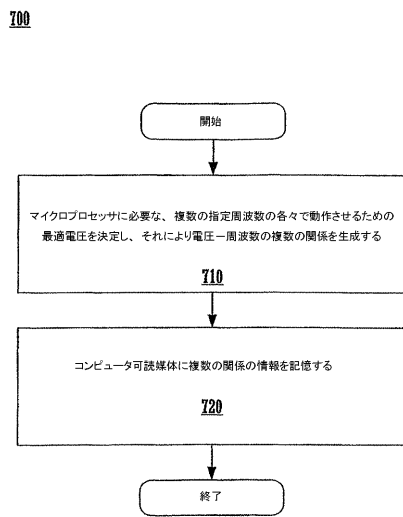 700
開始
マイクロプロセッサに必要な、複数の指定周波数の各々で動作させるための
最適電圧を決定し、それにより電圧ー周波数の複数の関係を生成する
710
コンピュータ可読媒体に複数の関係の情報を記憶する
720
終了